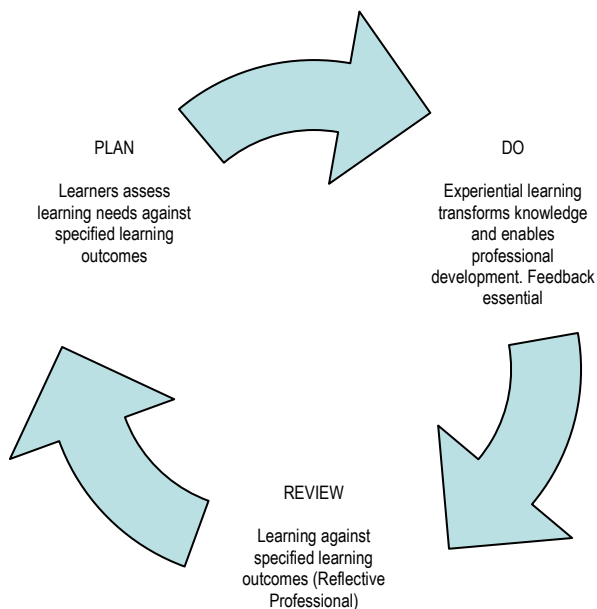 PLAN
Learners assess
learning needs against
specified learning
outcomes
DO
Experiential learning
transforms knowledge
and enables
professional
development. Feedback
essential
REVIEW
Learning against
specified learning
outcomes (Reflective
Professional)